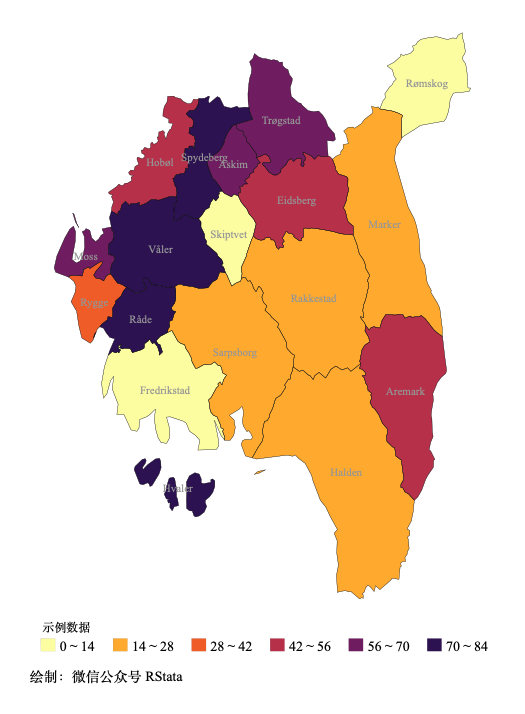 Rømskog
Trøgstad
Spydeberg
Hobøl
Askim
Eidsberg
Marker
Skiptvet
Våler
Moss
Rakkestad
Rygge
Råde
Sarpsborg
Fredrikstad
Aremark
Halden
Hvaler
示例数据
0 ~ 14 14 ~ 28 28 ~ 42 42 ~ 56 56 ~ 70 70 ~ 84
绘制：微信公众号 RStata